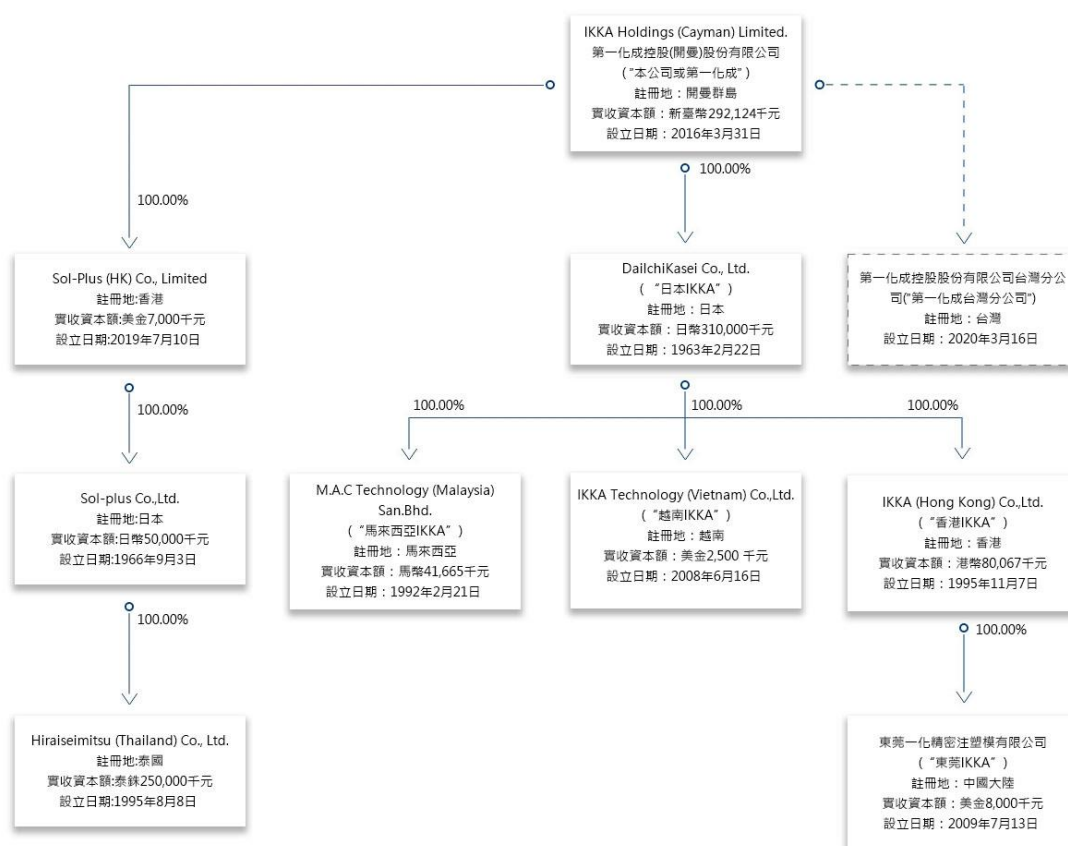 IKKA Holdings (Cayman) Limited.
第一化成控股(開曼)股份有限公司
("本公司或第一化成")
註冊地：開曼群島
實收資本額：新臺幣292,124千元
設立日期：2016年3月31日
100.00%
100.00%
Sol-Plus (HK) Co., Limited
註冊地:香港
實收資本額:美金7,000千元
設立日期:2019年7月10日
DaiIchiKasei Co., Ltd.
(“日本IKKA”)
註冊地：日本
實收資本額：日幣310,000千元
設立日期：1963年2月22日
第一化成控股股份有限公司台灣分公
司("第一化成台灣分公司")
註冊地：台灣
設立日期：2020年3月16日
100.00%
100.00%
100.00%
100.00%
Sol-plus Co.,Ltd.
註冊地:日本
實收資本額:日幣50,000千元
設立日期:1966年9月3日
M.A.C Technology (Malaysia)
San.Bhd.
(“馬來西亞IKKA”)
註冊地：馬來西亞
實收資本額：馬幣41,665千元
設立日期：1992年2月21日
IKKA Technology (Vietnam) Co.,Ltd.
(“越南IKKA”)
註冊地：越南
實收資本額：美金2,500 千元
設立日期：2008年6月16日
IKKA (Hong Kong) Co.,Ltd.
(“香港IKKA”)
註冊地：香港
實收資本額：港幣80,067千元
設立日期：1995年11月7日
100.00%
100.00%
Hiraiseimitsu (Thailand) Co., Ltd.
註冊地:泰國
實收資本額:泰銖250,000千元
設立日期:1995年8月8日
東莞一化精密注塑模有限公司
(“東莞IKKA”)
註冊地：中國大陸
實收資本額：美金8,000千元
設立日期：2009年7月13日